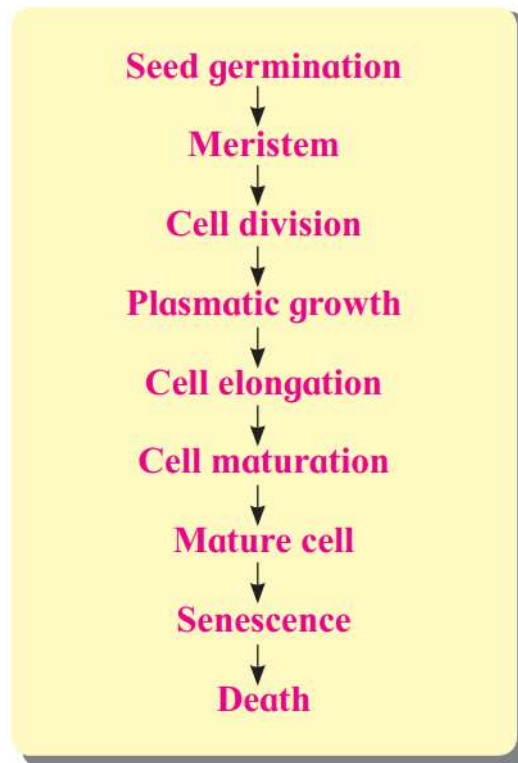 Seed germination
Meristem
Cell division
Plasmatic growth
Cell elongation
Cell maturation
Mature cell
Senescence
Death